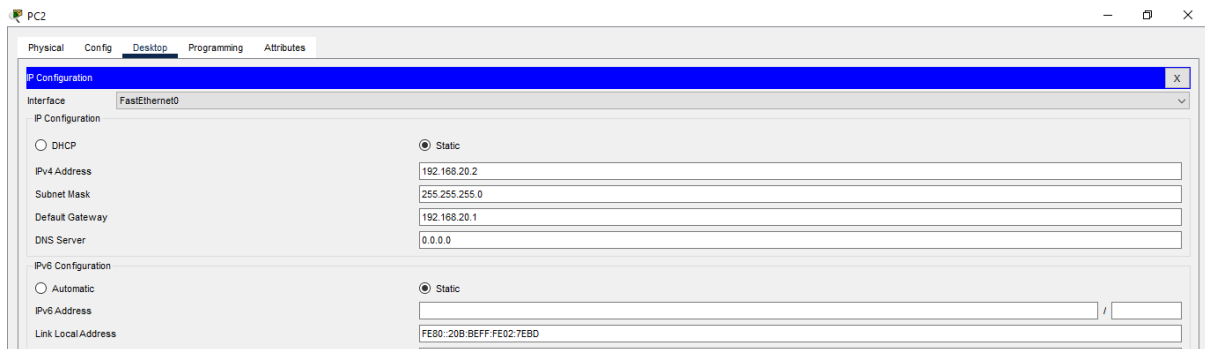 PC2
Physical Config Desktop Programming Attributes
IP Configuration X
Interface FastEthernet0
IP Configuration
DHCP Static
IPv4 Address 192.168.20.2
Subnet Mask 255.255.255.0
Default Gateway 192.168.20.1
DNS Server 0.0.0.0
IPv6 Configuration
Automatic Static
IPv6 Address /
Link Local Address FE80::20B:BEFF:FE02:7EBD